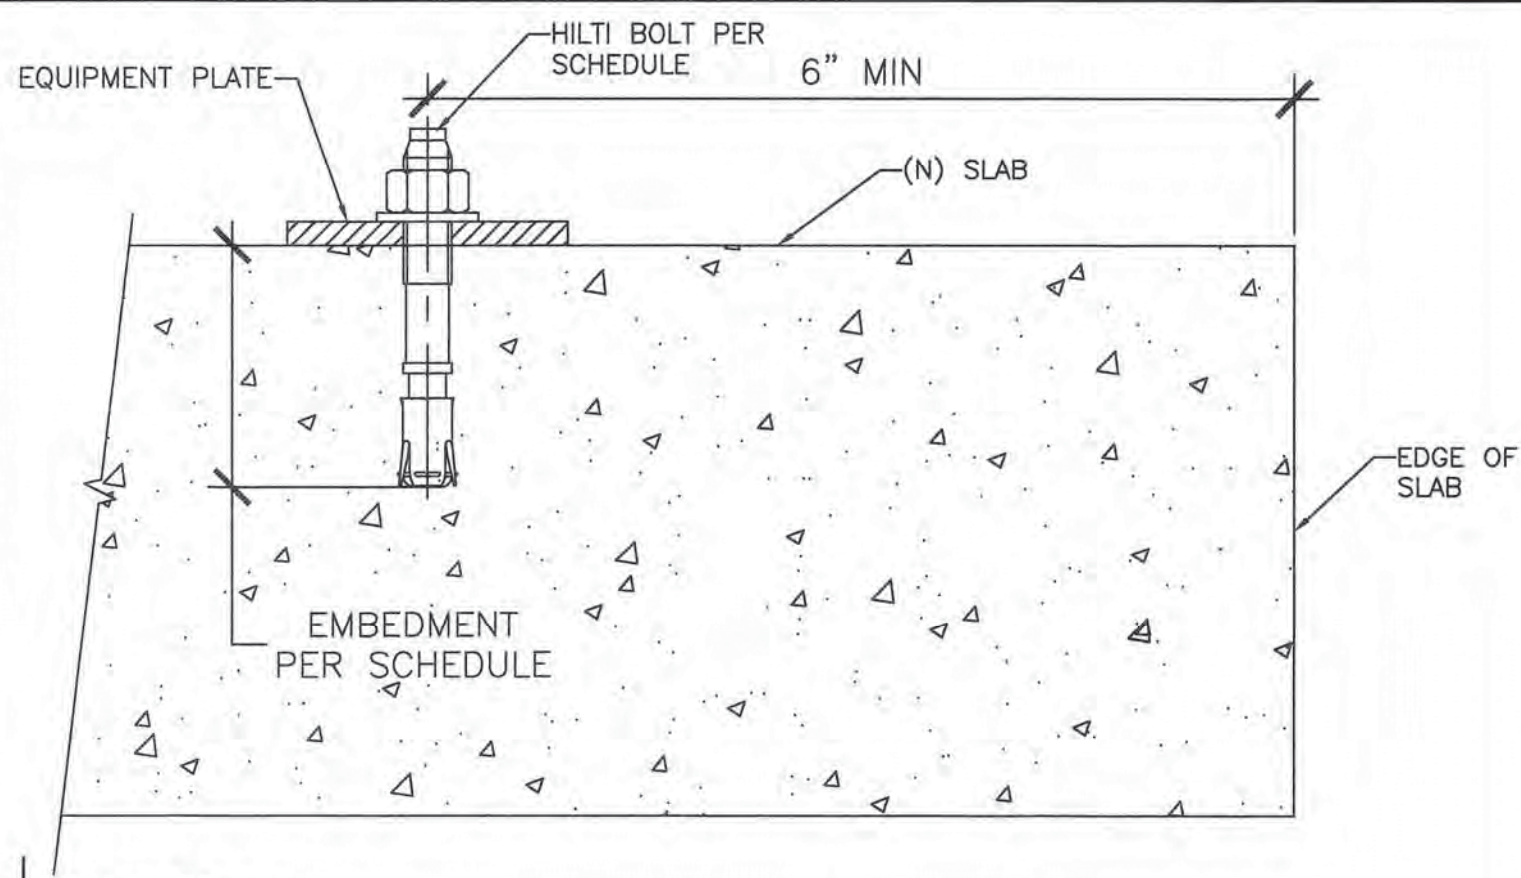 HILTI BOLT PER
SCHEDULE
EQUIPMENT PLATE
6" MIN
(N) SLAB
EDGE OF
SLAB
EMBEDMENT
PER SCHEDULE